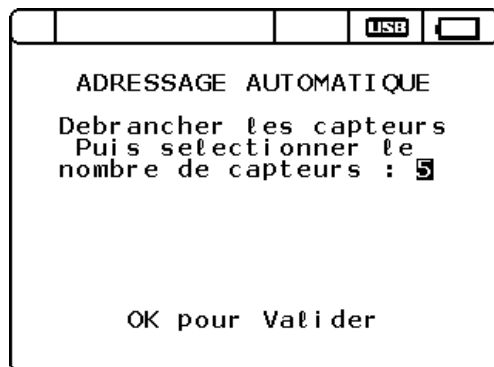 USB
ADRESSAGE AUTOMATIQUE
Debrancher les capteurs
Puis selectionner le
nombre de capteurs : 5
OK pour Valider